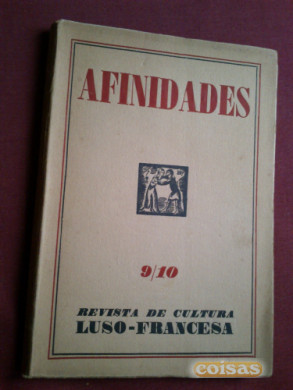 AFINIDADES
9/10
REVISTA DE CULTURA
LUSO-FRANCESA
coisas